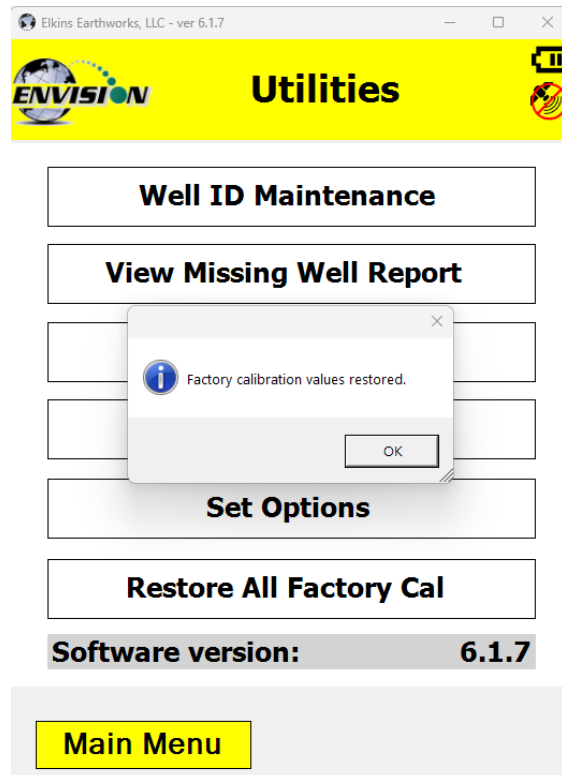 Elkins Earthworks, LLC - ver 6.1.7
ENVISION
Utilities
Well ID Maintenance
View Missing Well Report
Factory calibration values restored.
OK
Set Options
Restore All Factory Cal
Software version: 6.1.7
Main Menu